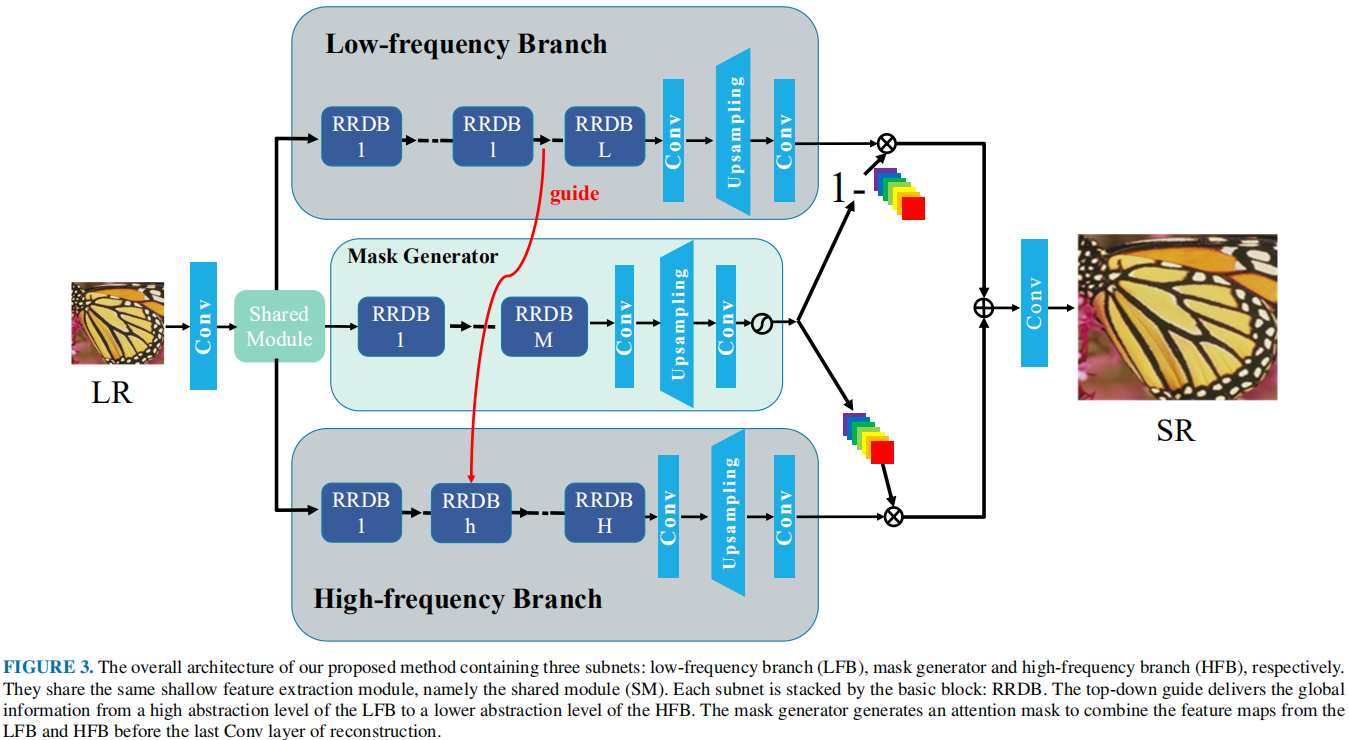 Low-frequency Branch
RRDB
1
RRDB
l
RRDB
L
Conv
Upsampling
Conv
guide
1-
Mask Generator
LR
Conv
Shared
Module
RRDB
1
RRDB
M
Conv
Upsampling
Conv
Conv
SR
RRDB
1
RRDB
h
RRDB
H
Conv
Upsampling
Conv
High-frequency Branch
FIGURE 3. The overall architecture of our proposed method containing three subnets: low-frequency branch (LFB), mask generator and high-frequency branch (HFB), respectively.
They share the same shallow feature extraction module, namely the shared module (SM). Each subnet is stacked by the basic block: RRDB. The top-down guide delivers the global
information from a high abstraction level of the LFB to a lower abstraction level of the HFB. The mask generator generates an attention mask to combine the feature maps from the
LFB and HFB before the last Conv layer of reconstruction.